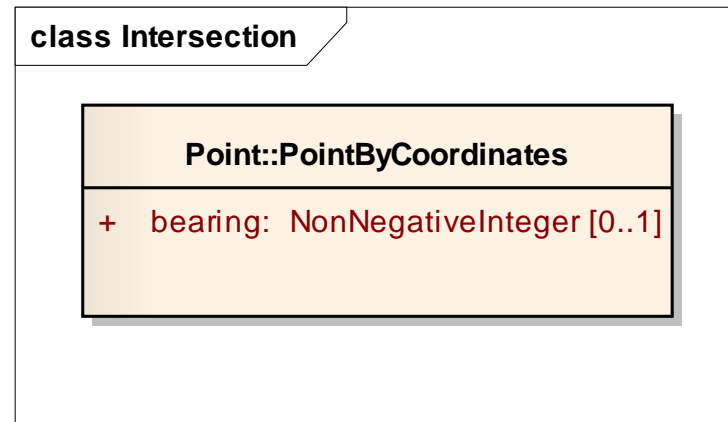 class Intersection
Point::PointByCoordinates
+ bearing: NonNegativeInteger [0..1]